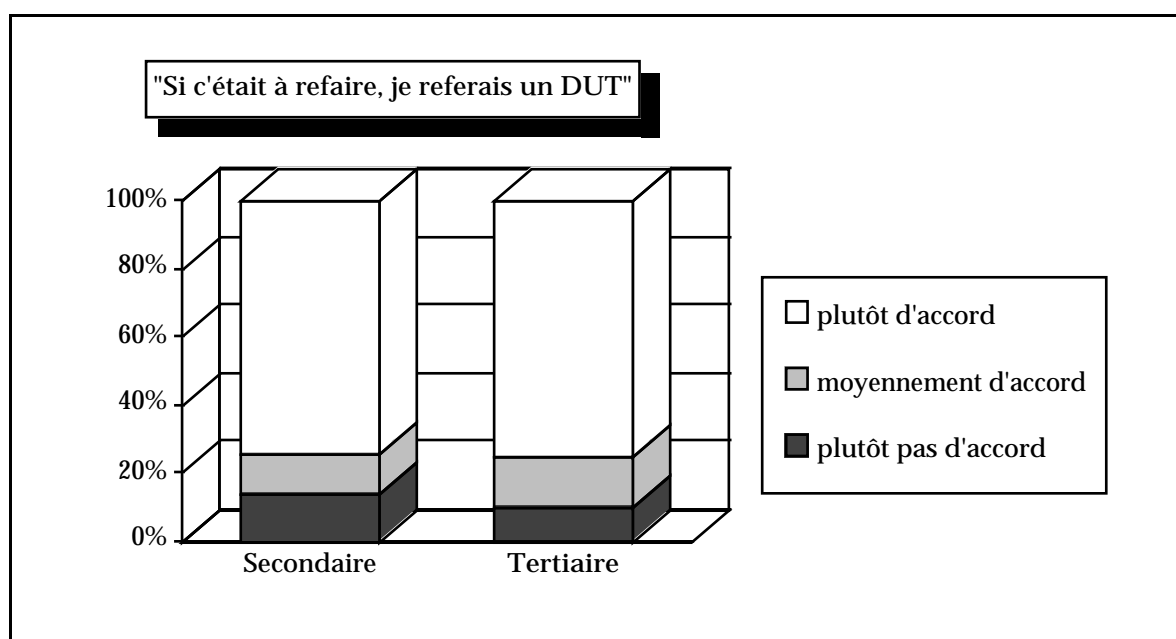 "Si c'était à refaire, je referais un DUT"
100%
80%
60%
40%
20%
0%
Secondaire
Tertiaire
plutôt d'accord
moyennement d'accord
plutôt pas d'accord